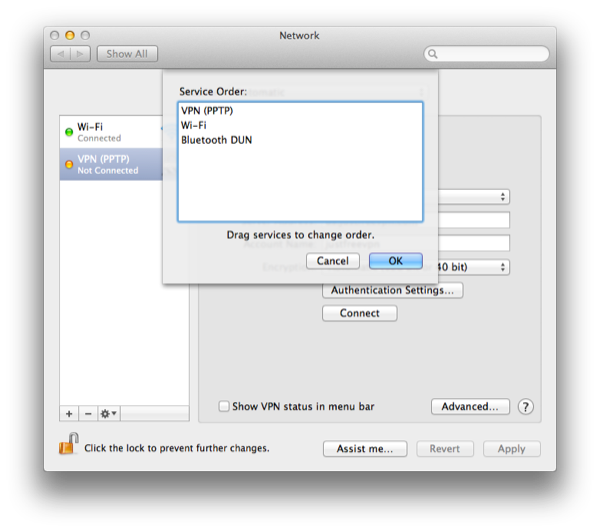 Network
Show All
Service Order:
VPN (PPTP)
Wi-Fi
Bluetooth DUN
Drag services to change order.
Cancel
OK
Wi-Fi
Connected
VPN (PPTP)
Not Connected
40 bit)
Authentication Settings...
Connect
Show VPN status in menu bar
Advanced...
?
Click the lock to prevent further changes.
Assist me...
Revert
Apply